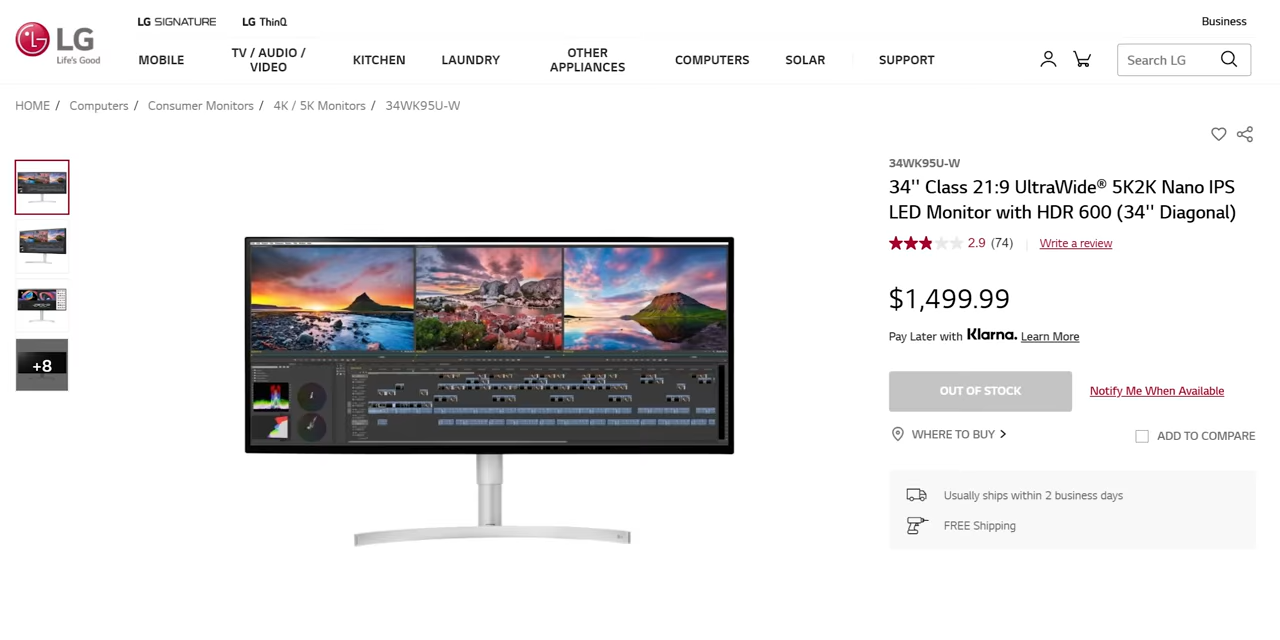 LG SIGNATURE
LG ThinQ
Business
LG
Life's Good
MOBILE
TV / AUDIO /
VIDEO
KITCHEN
LAUNDRY
OTHER
APPLIANCES
COMPUTERS
SOLAR
SUPPORT
Search LG
HOME / Computers / Consumer Monitors / 4K / 5K Monitors / 34WK95U-W
34WK95U-W
34'' Class 21:9 UltraWide® 5K2K Nano IPS
LED Monitor with HDR 600 (34'' Diagonal)
2.9 (74) | Write a review
$1,499.99
Pay Later with Klarna. Learn More
OUT OF STOCK
Notify Me When Available
WHERE TO BUY
ADD TO COMPARE
Usually ships within 2 business days
FREE Shipping
+8